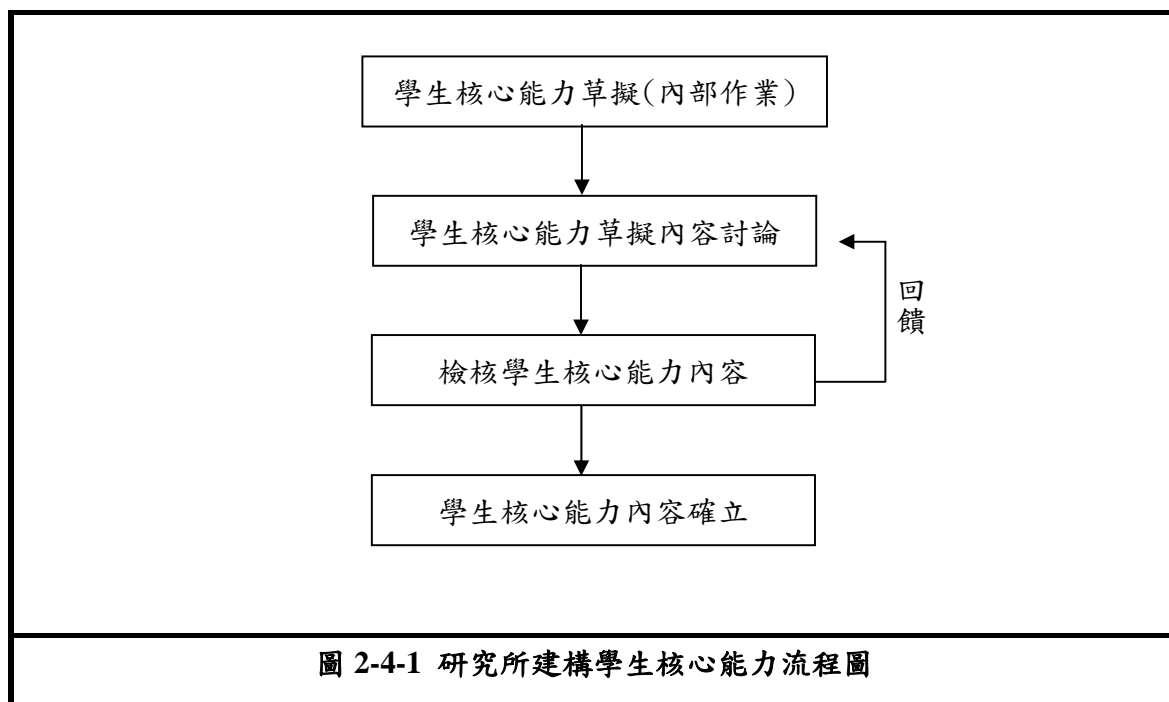 學生核心能力草擬(內部作業)
學生核心能力草擬內容討論
回饋
檢核學生核心能力內容
學生核心能力內容確立
圖 2-4-1 研究所建構學生核心能力流程圖